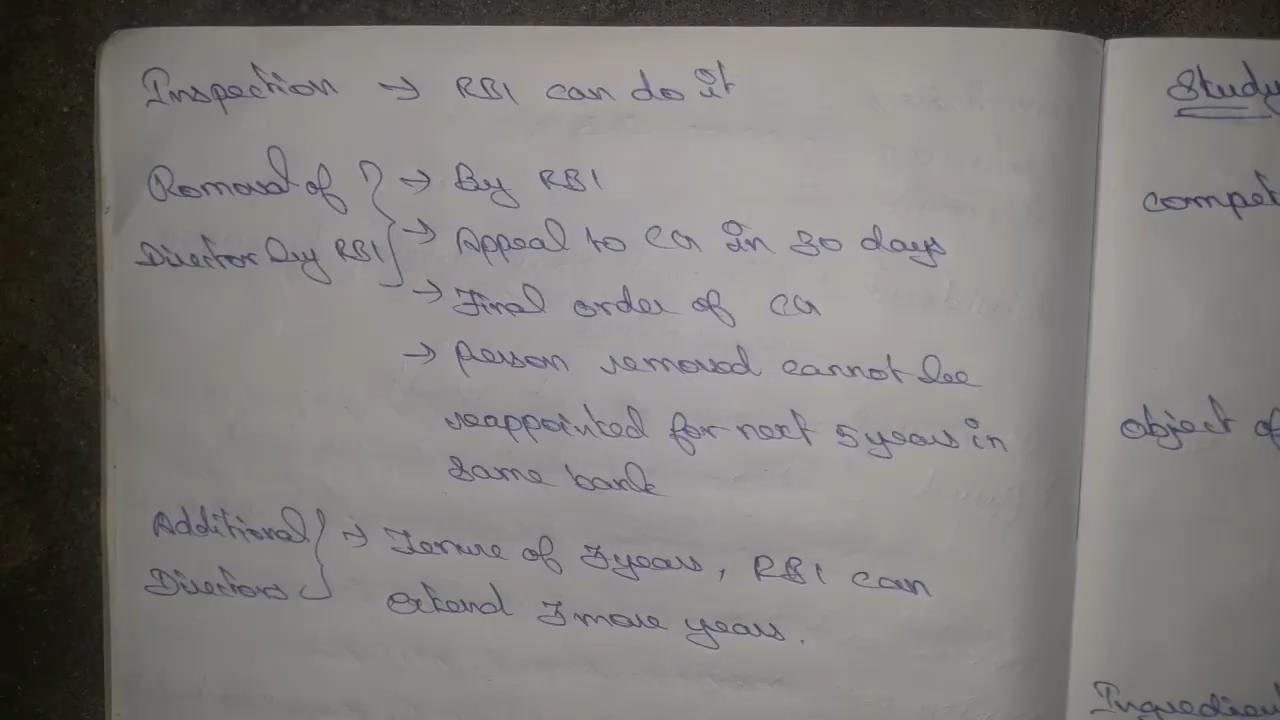 Inspection → RBI can do it
Study
Removal of } → By RBI
compet
Director by RBI → Appeal to CG in 30 days
→ Final order of CG
→ person removed cannot be
reappointed for next 5 years in
object of
same bank
Additional } → Tenure of 3 years, RBI can
Directors extend 3 more years.
Ingredien